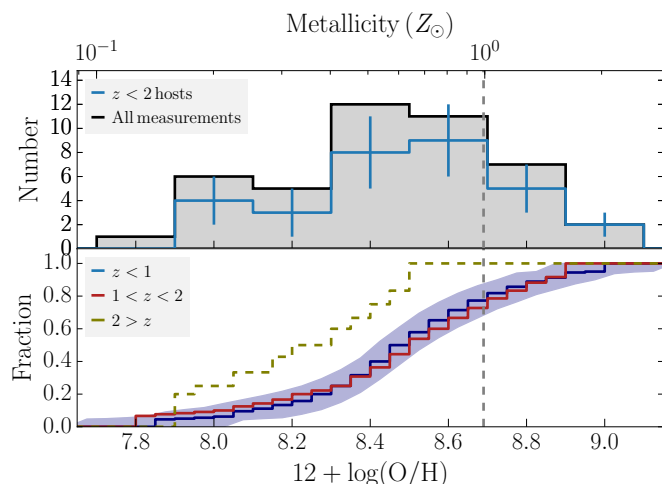 Metallicity (Z⊙)
10⁻¹ 10⁰
14
12
10
8
6
4
2
0
Number
z < 2 hosts
All measurements
1.0
0.8
0.6
0.4
0.2
0.0
Fraction
z < 1
1 < z < 2
2 > z
7.8 8.0 8.2 8.4 8.6 8.8 9.0
12 + log(O/H)